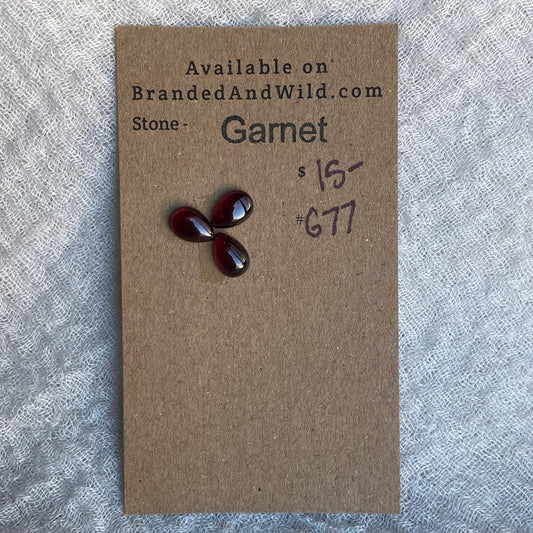 Available on
BrandedAndWild.com
Stone - Garnet
$ 15-
#677